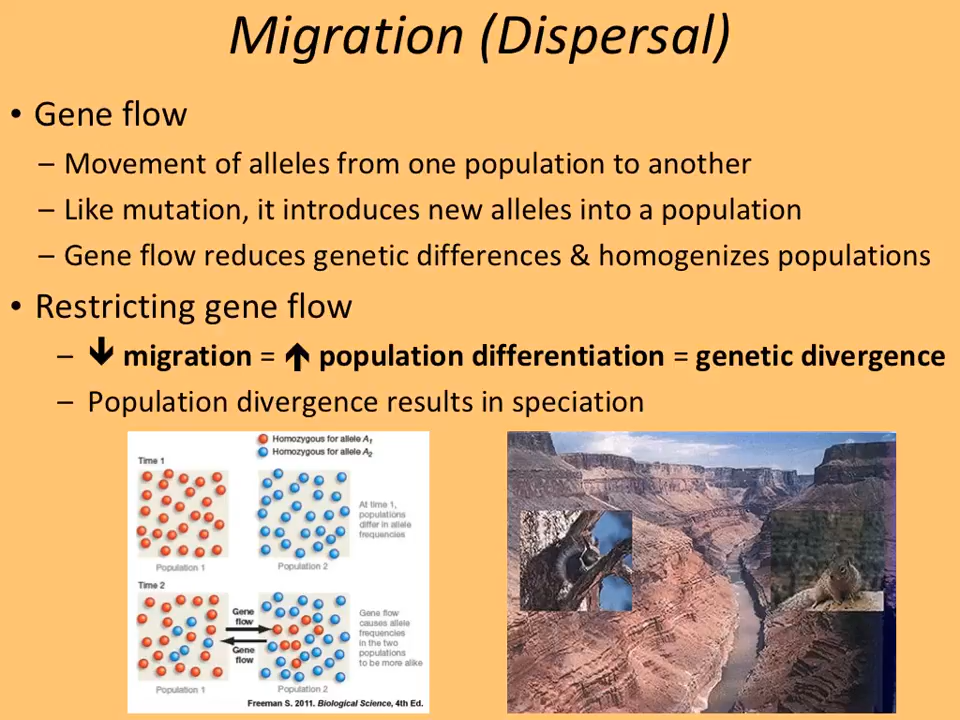 Migration (Dispersal)
• Gene flow
– Movement of alleles from one population to another
– Like mutation, it introduces new alleles into a population
– Gene flow reduces genetic differences & homogenizes populations
• Restricting gene flow
– 🡫 migration = 🡩 population differentiation = genetic divergence
– Population divergence results in speciation
Homozygous for allele A1
Homozygous for allele A2
Time 1
At time 1,
populations
differ in allele
frequencies
Population 1
Population 2
Time 2
Gene
flow
Gene
flow
Gene flow
causes allele
frequencies
in the two
populations
to be more alike
Population 1
Population 2
Freeman S. 2011. Biological Science, 4th Ed.